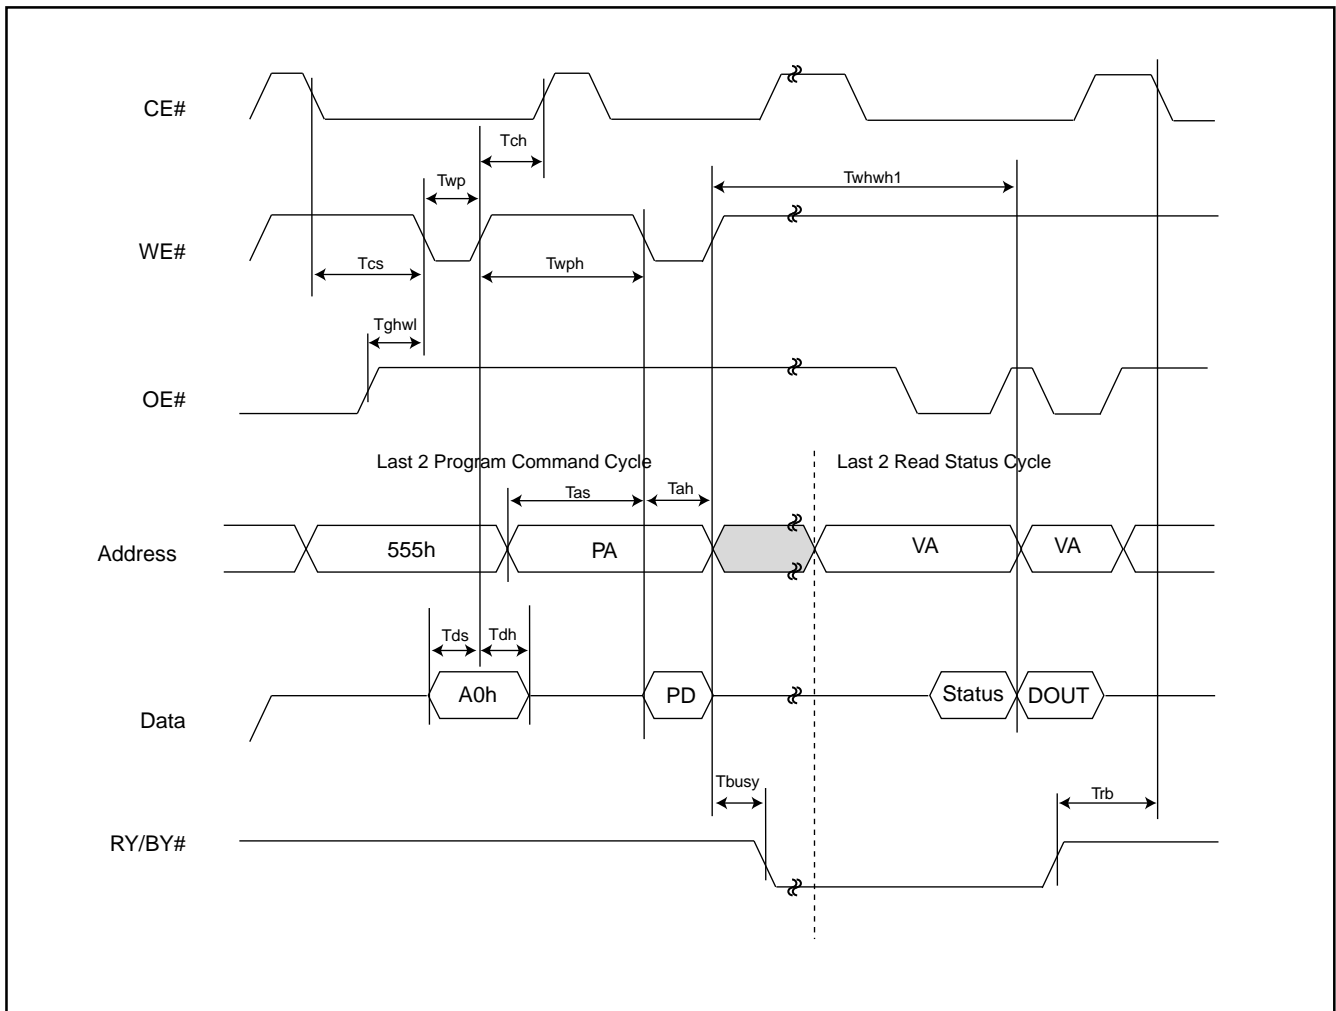 CE#
Tch
Twp
Twhwh1
WE#
Tcs
Twph
Tghwl
OE#
Last 2 Program Command Cycle
Last 2 Read Status Cycle
Tas
Tah
Address
555h
PA
VA
VA
Tds
Tdh
Data
A0h
PD
Status
DOUT
Tbusy
Trb
RY/BY#